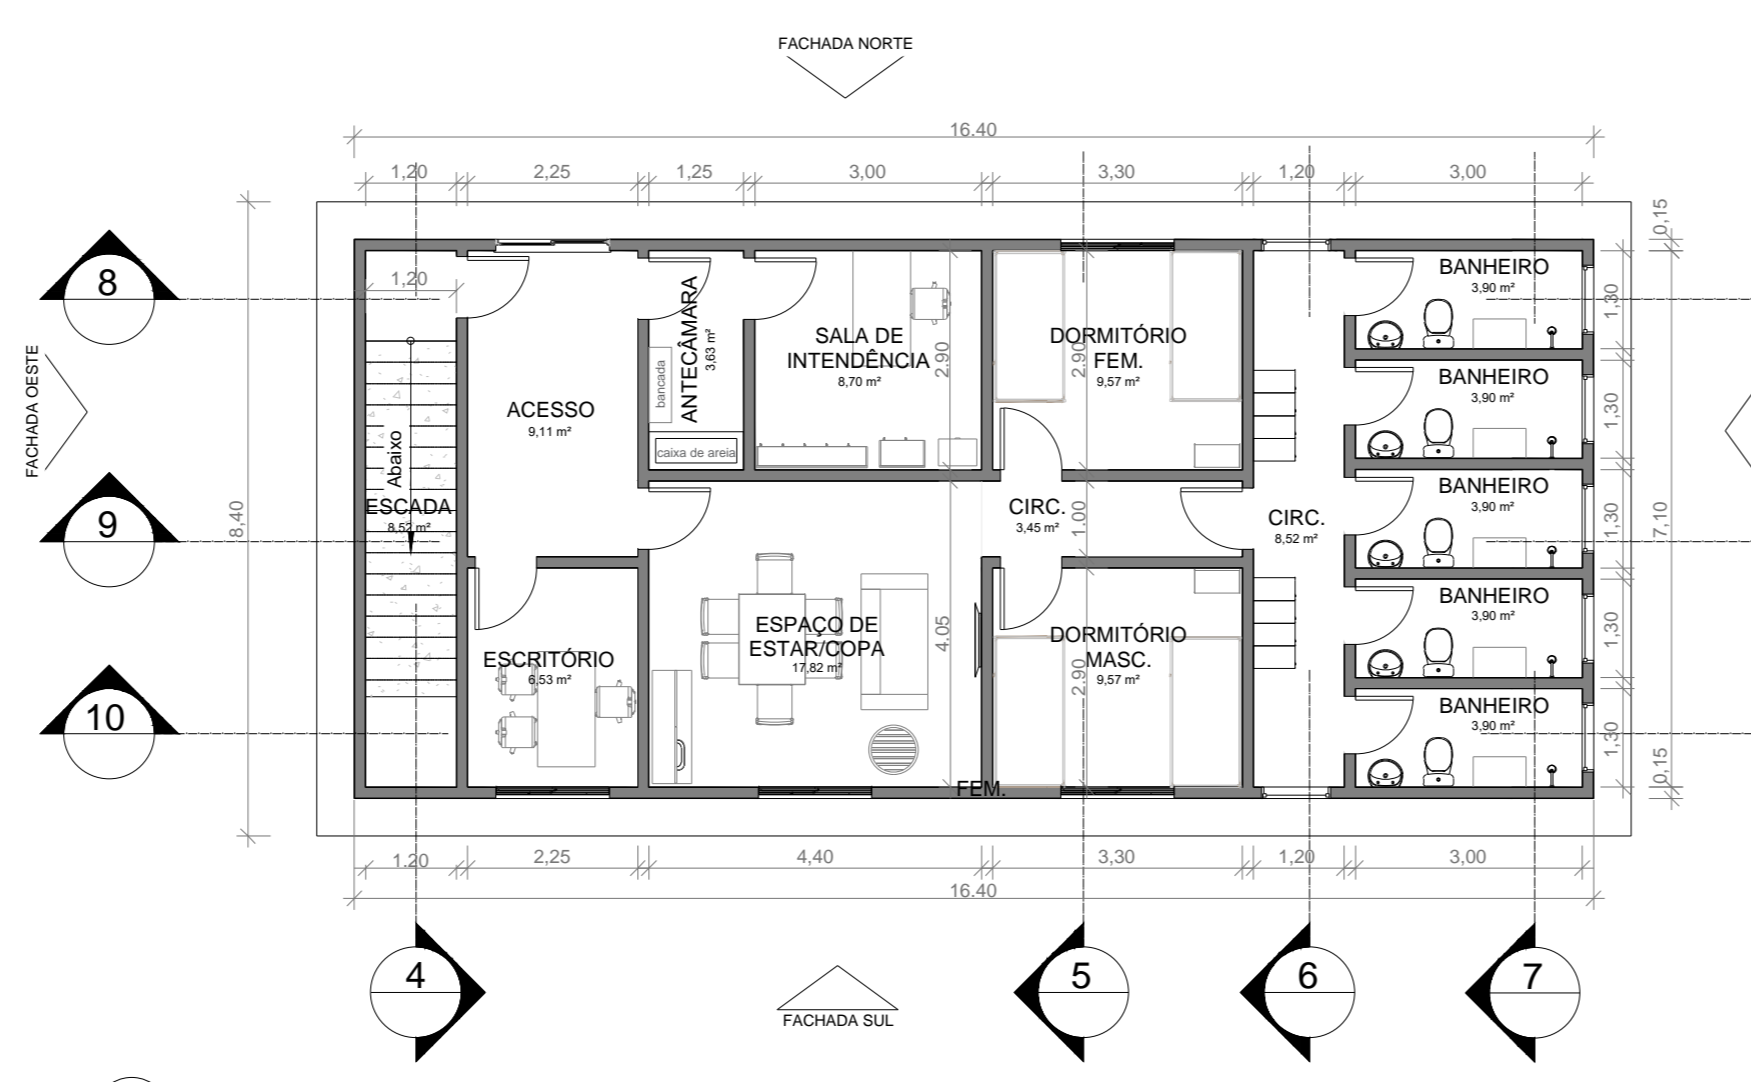 FACHADA NORTE
16.40
1,20
2,25
1,25
3,00
3,30
1,20
3,00
0,15
8
1,20
ANTECÂMARA
3,63 m²
bancada
caixa de areia
SALA DE
INTENDÊNCIA
8,70 m²
2.90
DORMITÓRIO
FEM.
9,57 m²
2.90
BANHEIRO
3,90 m²
1,30
FACHADA OESTE
ACESSO
9,11 m²
BANHEIRO
3,90 m²
1,30
Abaixo
ESCADA
8,52 m²
9
8,40
CIRC.
3,45 m²
1.00
CIRC.
8,52 m²
BANHEIRO
3,90 m²
1,30
7,10
ESCRITÓRIO
6,53 m²
ESPAÇO DE
ESTAR/COPA
17,82 m²
4.05
DORMITÓRIO
MASC.
9,57 m²
2.90
BANHEIRO
3,90 m²
1,30
10
BANHEIRO
3,90 m²
1,30
0,15
FEM.
1.20
2,25
4,40
3,30
1,20
3,00
16.40
4
5
6
7
FACHADA SUL